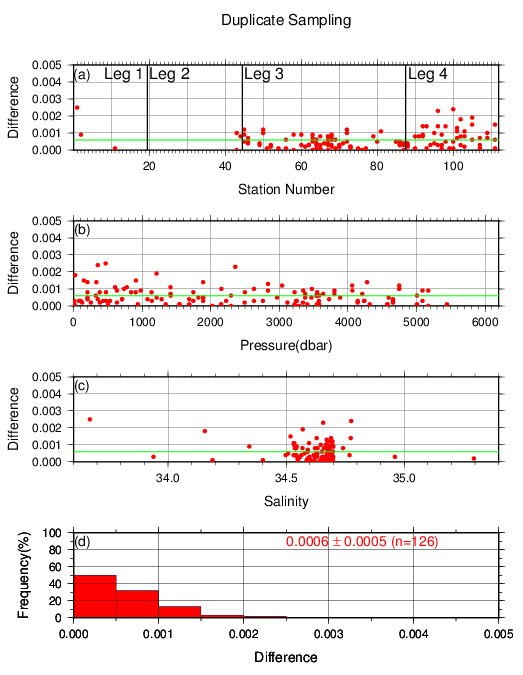 Duplicate Sampling
(a) Leg 1 Leg 2 Leg 3 Leg 4
0.005
0.004
0.003
0.002
0.001
0.000
Difference
20 40 60 80 100
Station Number
(b)
0.005
0.004
0.003
0.002
0.001
0.000
Difference
0 1000 2000 3000 4000 5000 6000
Pressure(dbar)
(c)
0.005
0.004
0.003
0.002
0.001
0.000
Difference
34.0 34.5 35.0
Salinity
(d) 0.0006 ± 0.0005 (n=126)
100
80
60
40
20
0
Frequency(%)
0.000 0.001 0.002 0.003 0.004 0.005
Difference